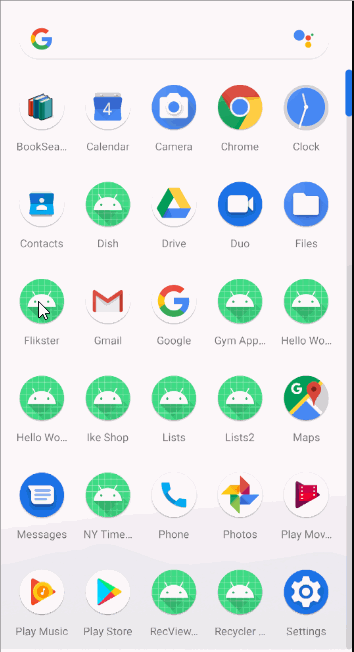 BookSea... Calendar Camera Chrome Clock
Contacts Dish Drive Duo Files
Flikster Gmail Google Gym App... Hello Wo...
Hello Wo... Ike Shop Lists Lists2 Maps
Messages NY Time... Phone Photos Play Mov...
Play Music Play Store RecView... Recycler ... Settings